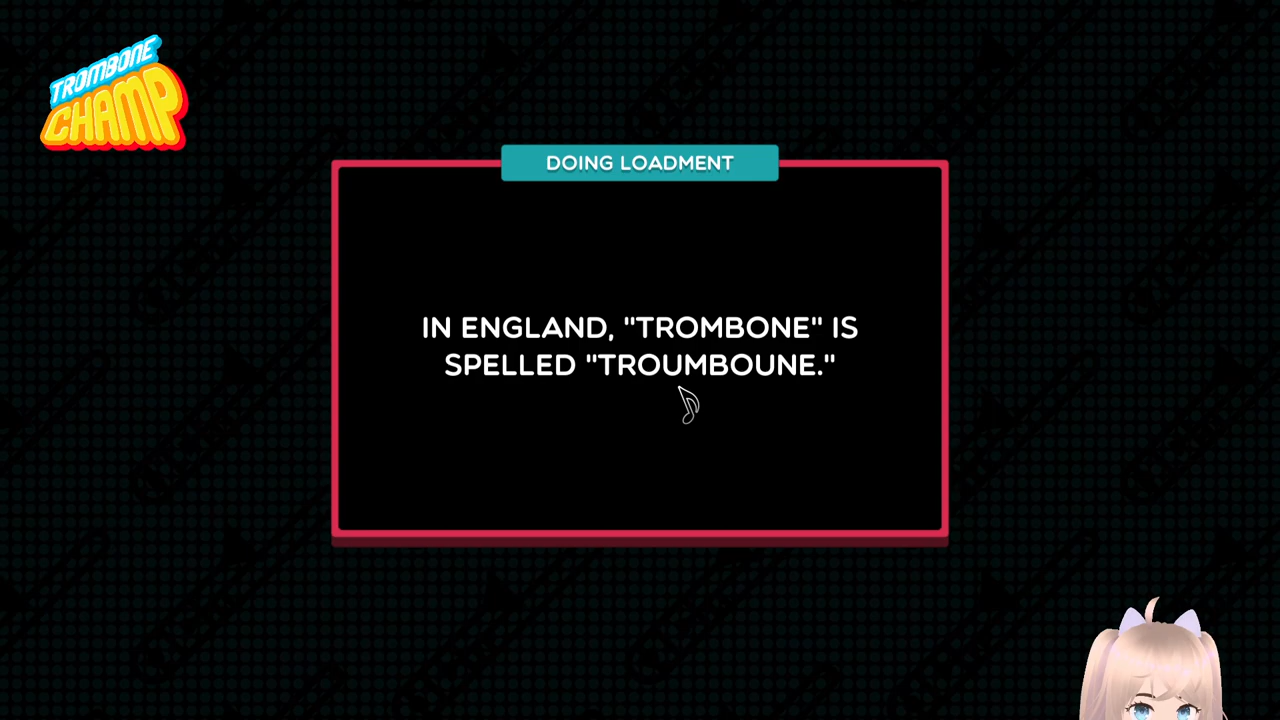 TROMBONE
CHAMP
DOING LOADMENT
IN ENGLAND, "TROMBONE" IS
SPELLED "TROUMBOUNE."